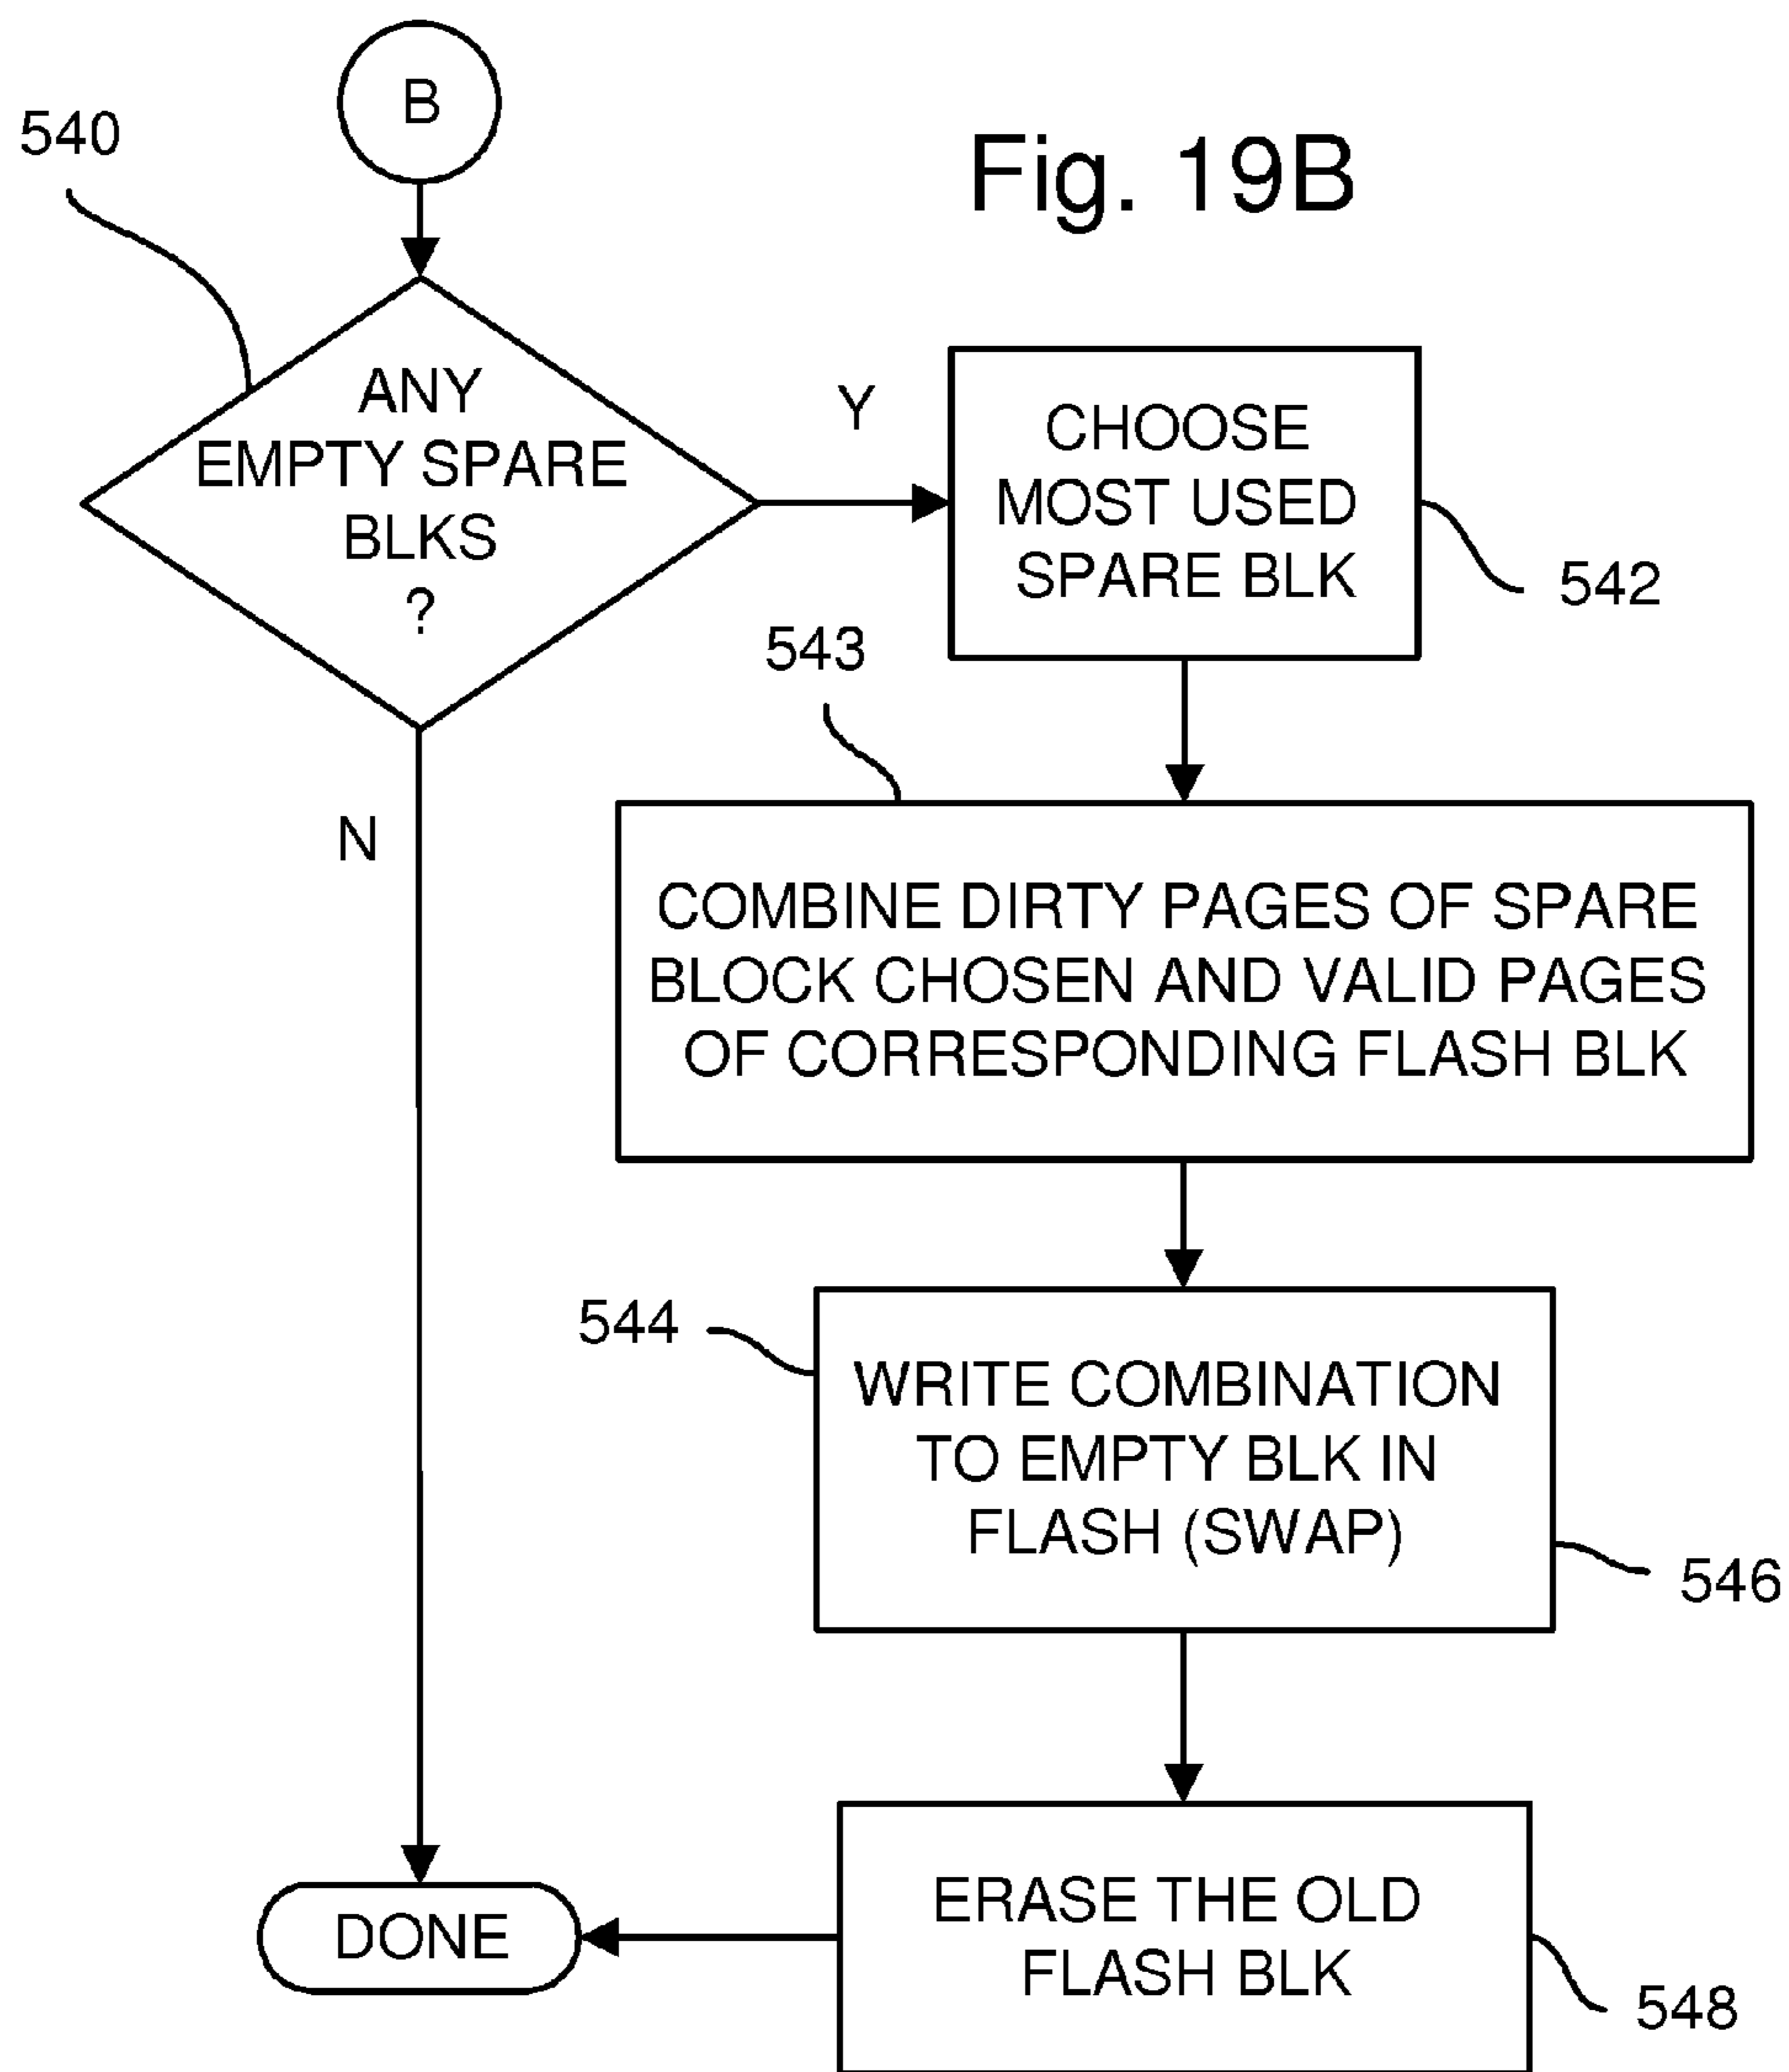 B
540
Fig. 19B
ANY
EMPTY SPARE
BLKS
?
Y
CHOOSE
MOST USED
SPARE BLK
542
543
N
COMBINE DIRTY PAGES OF SPARE
BLOCK CHOSEN AND VALID PAGES
OF CORRESPONDING FLASH BLK
544
WRITE COMBINATION
TO EMPTY BLK IN
FLASH (SWAP)
546
DONE
ERASE THE OLD
FLASH BLK
548